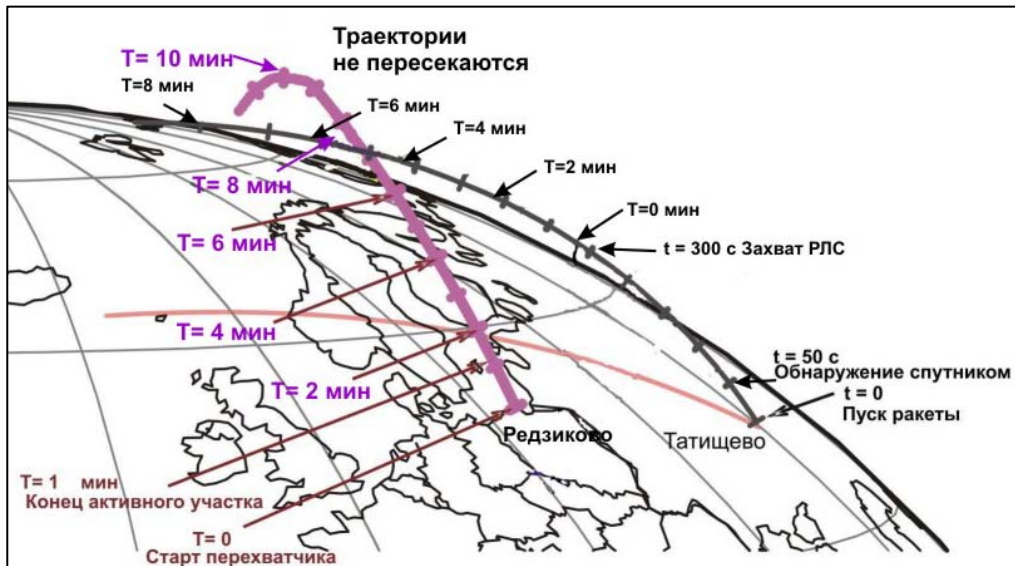 Траектории
не пересекаются
T= 10 мин
T=8 мин
T=6 мин
T=4 мин
T=2 мин
T=0 мин
t = 300 с Захват РЛС
T= 8 мин
T= 6 мин
T= 4 мин
T= 2 мин
t = 50 с
Обнаружение спутником
t = 0
Пуск ракеты
Редзиково
Татищево
T= 1 мин
Конец активного участка
T= 0
Старт перехватчика